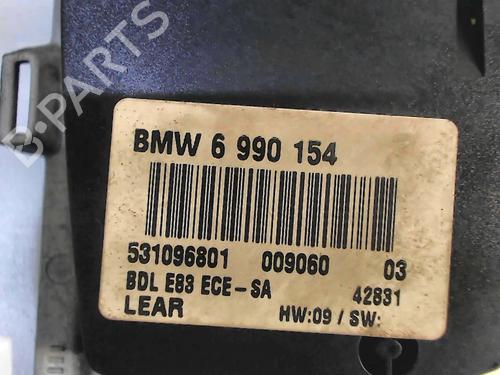 B-PARTS
BMW 6 990 154
531096801 009060 03
BDL E83 ECE-SA 42831
LEAR HW:09 / SW: